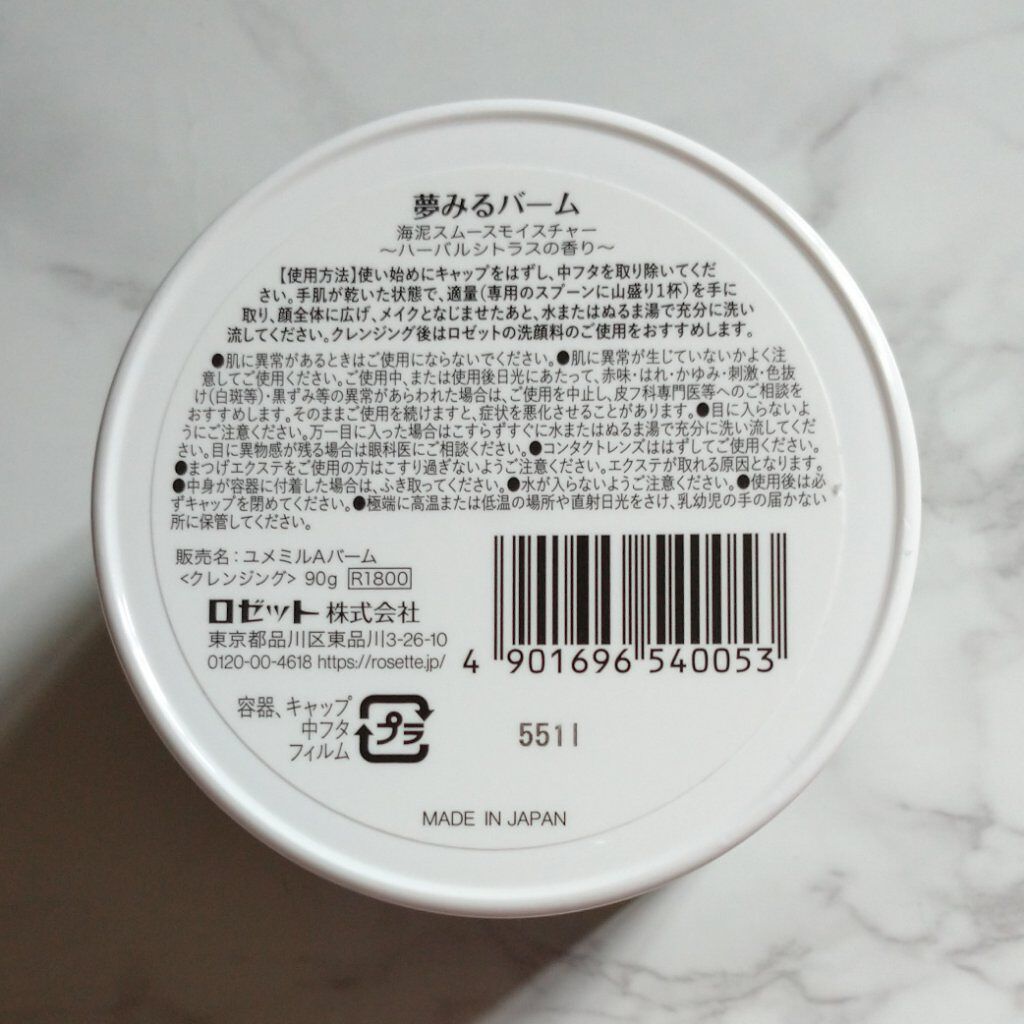 夢みるバーム
海泥スムースモイスチャー
〜ハーバルシトラスの香り〜
【使用方法】使い始めにキャップをはずし、中フタを取り除いてくだ
さい。手肌が乾いた状態で、適量(専用のスプーンに山盛り1杯)を手に
取り、顔全体に広げ、メイクとなじませたあと、水またはぬるま湯で充分に洗い
流してください。クレンジング後はロゼットの洗顔料のご使用をおすすめします。
●肌に異常があるときはご使用にならないでください。●肌に異常が生じていないかよく注
意してご使用ください。ご使用中、または使用後日光にあたって、赤味・はれ・かゆみ・刺激・色抜
け(白斑等)・黒ずみ等の異常があらわれた場合は、ご使用を中止し、皮フ科専門医等へのご相談を
おすすめします。そのままご使用を続けますと、症状を悪化させることがあります。●目に入らないよ
うにご注意ください。万一目に入った場合はこすらずすぐに水またはぬるま湯で充分に洗い流してくだ
さい。目に異物感が残る場合は眼科医にご相談ください。●コンタクトレンズははずしてご使用ください。
●まつげエクステをご使用の方はこすり過ぎないようご注意ください。エクステが取れる原因となります。
●中身が容器に付着した場合は、ふき取ってください。●水が入らないようご注意ください。●使用後は必
ずキャップを閉めてください。●極端に高温または低温の場所や直射日光をさけ、乳幼児の手の届かない
所に保管してください。
販売名:ユメミルAバーム
<クレンジング> 90g R1800
ロゼット株式会社
東京都品川区東品川3-26-10
0120-00-4618 https://rosette.jp/
4 901696 540053
容器、キャップ
中フタ
フィルム
プラ
5511
MADE IN JAPAN